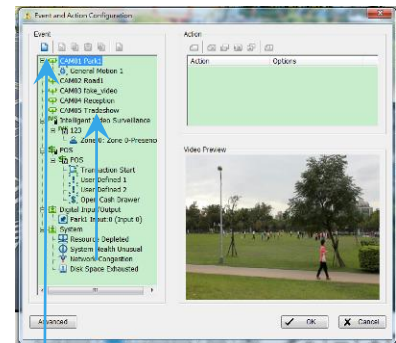 Event and Action Configuration
Event
Action
Action Options
CAM01 Park1
General Motion 1
CAM02 Road1
CAM03 fake_video
CAM04 Reception
CAM05 Tradeshow
Intelligent Video Surveillance
123
Zone 0: Zone 0-Presenc
POS
POS
Transaction Start
User Defined 1
User Defined 2
Open Cash Drawer
Digital Input/Output
Park1 Input:0 (Input 0)
System
Resource Depleted
System Health Unusual
Network Congestion
Disk Space Exhausted
Video Preview
Advanced
OK
Cancel